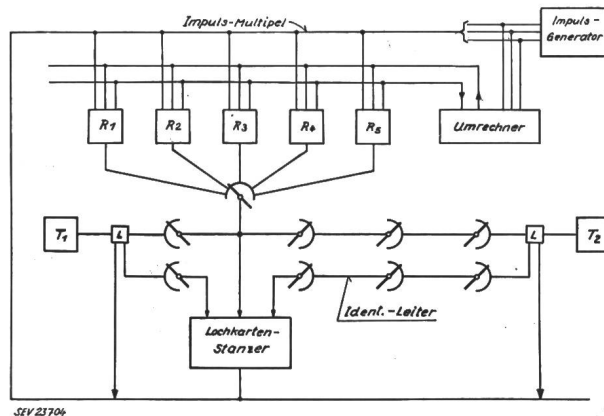 Impuls-Multipel
Impuls-
Generator
R1
R2
R3
R4
R5
Umrechner
T1
L
L
T2
Ident.-Leiter
Lochkarten-
Stanzer
SEV 23704